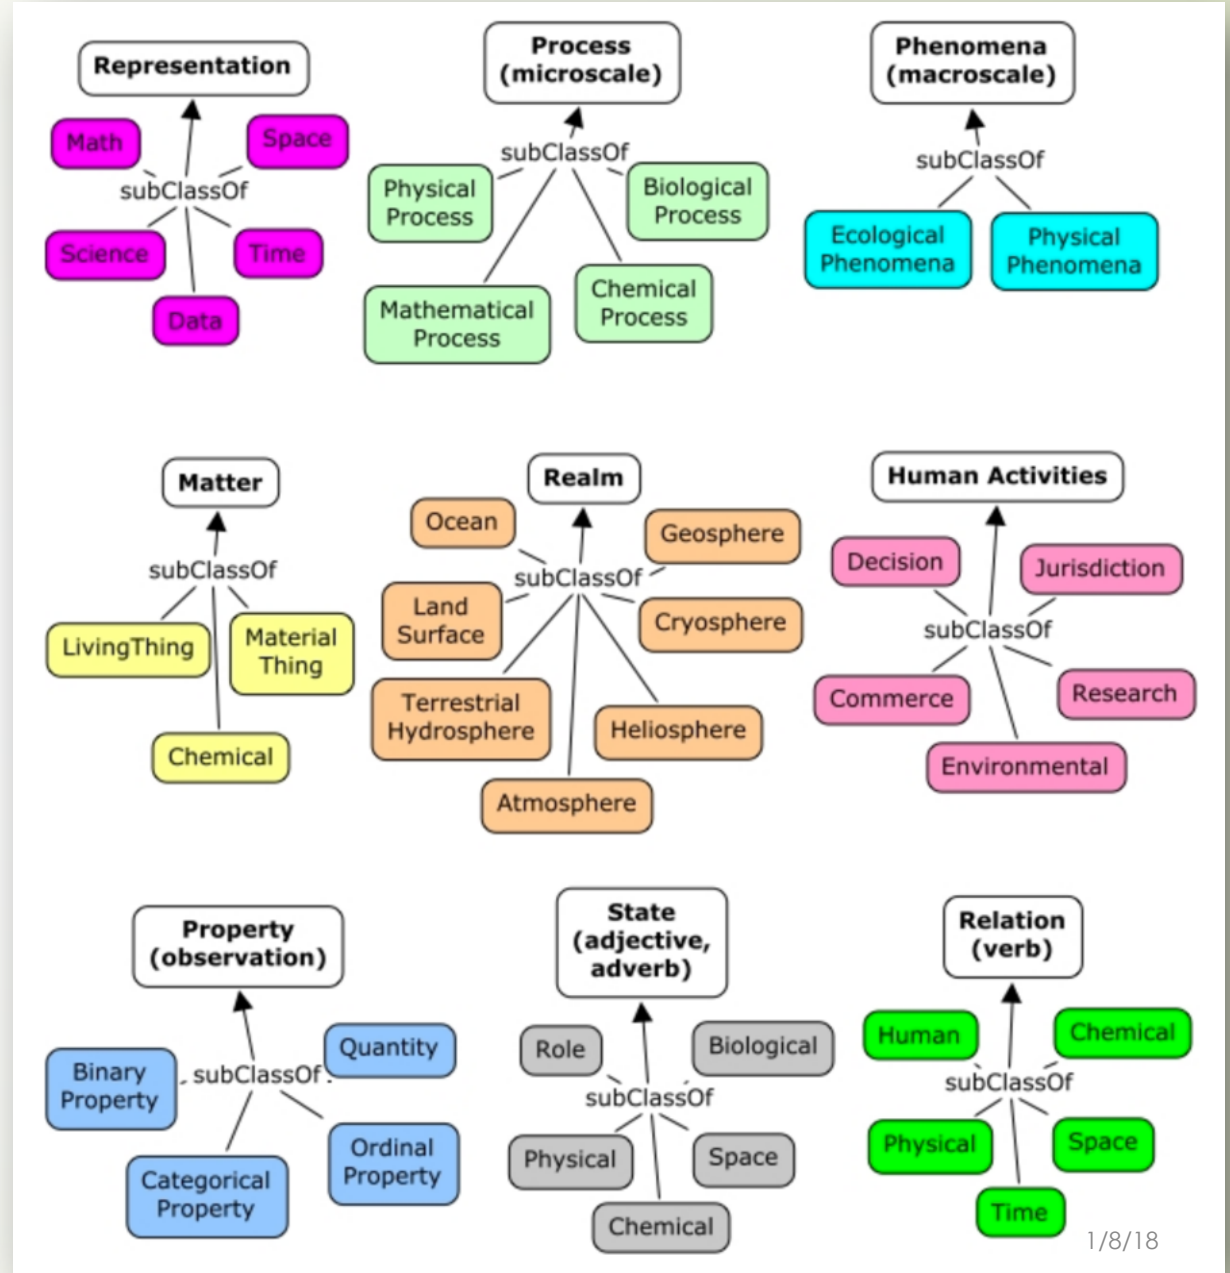 Representation
Math
Space
subClassOf
Science
Time
Data
Process
(microscale)
subClassOf
Physical
Process
Biological
Process
Mathematical
Process
Chemical
Process
Phenomena
(macroscale)
subClassOf
Ecological
Phenomena
Physical
Phenomena
Matter
subClassOf
LivingThing
Material
Thing
Chemical
Realm
Ocean
Geosphere
subClassOf
Land
Surface
Cryosphere
Terrestrial
Hydrosphere
Heliosphere
Atmosphere
Human Activities
Decision
Jurisdiction
subClassOf
Commerce
Research
Environmental
Property
(observation)
Quantity
subClassOf
Binary
Property
Ordinal
Property
Categorical
Property
State
(adjective,
adverb)
Role
Biological
subClassOf
Physical
Space
Chemical
Relation
(verb)
Human
Chemical
subClassOf
Physical
Space
Time
1/8/18